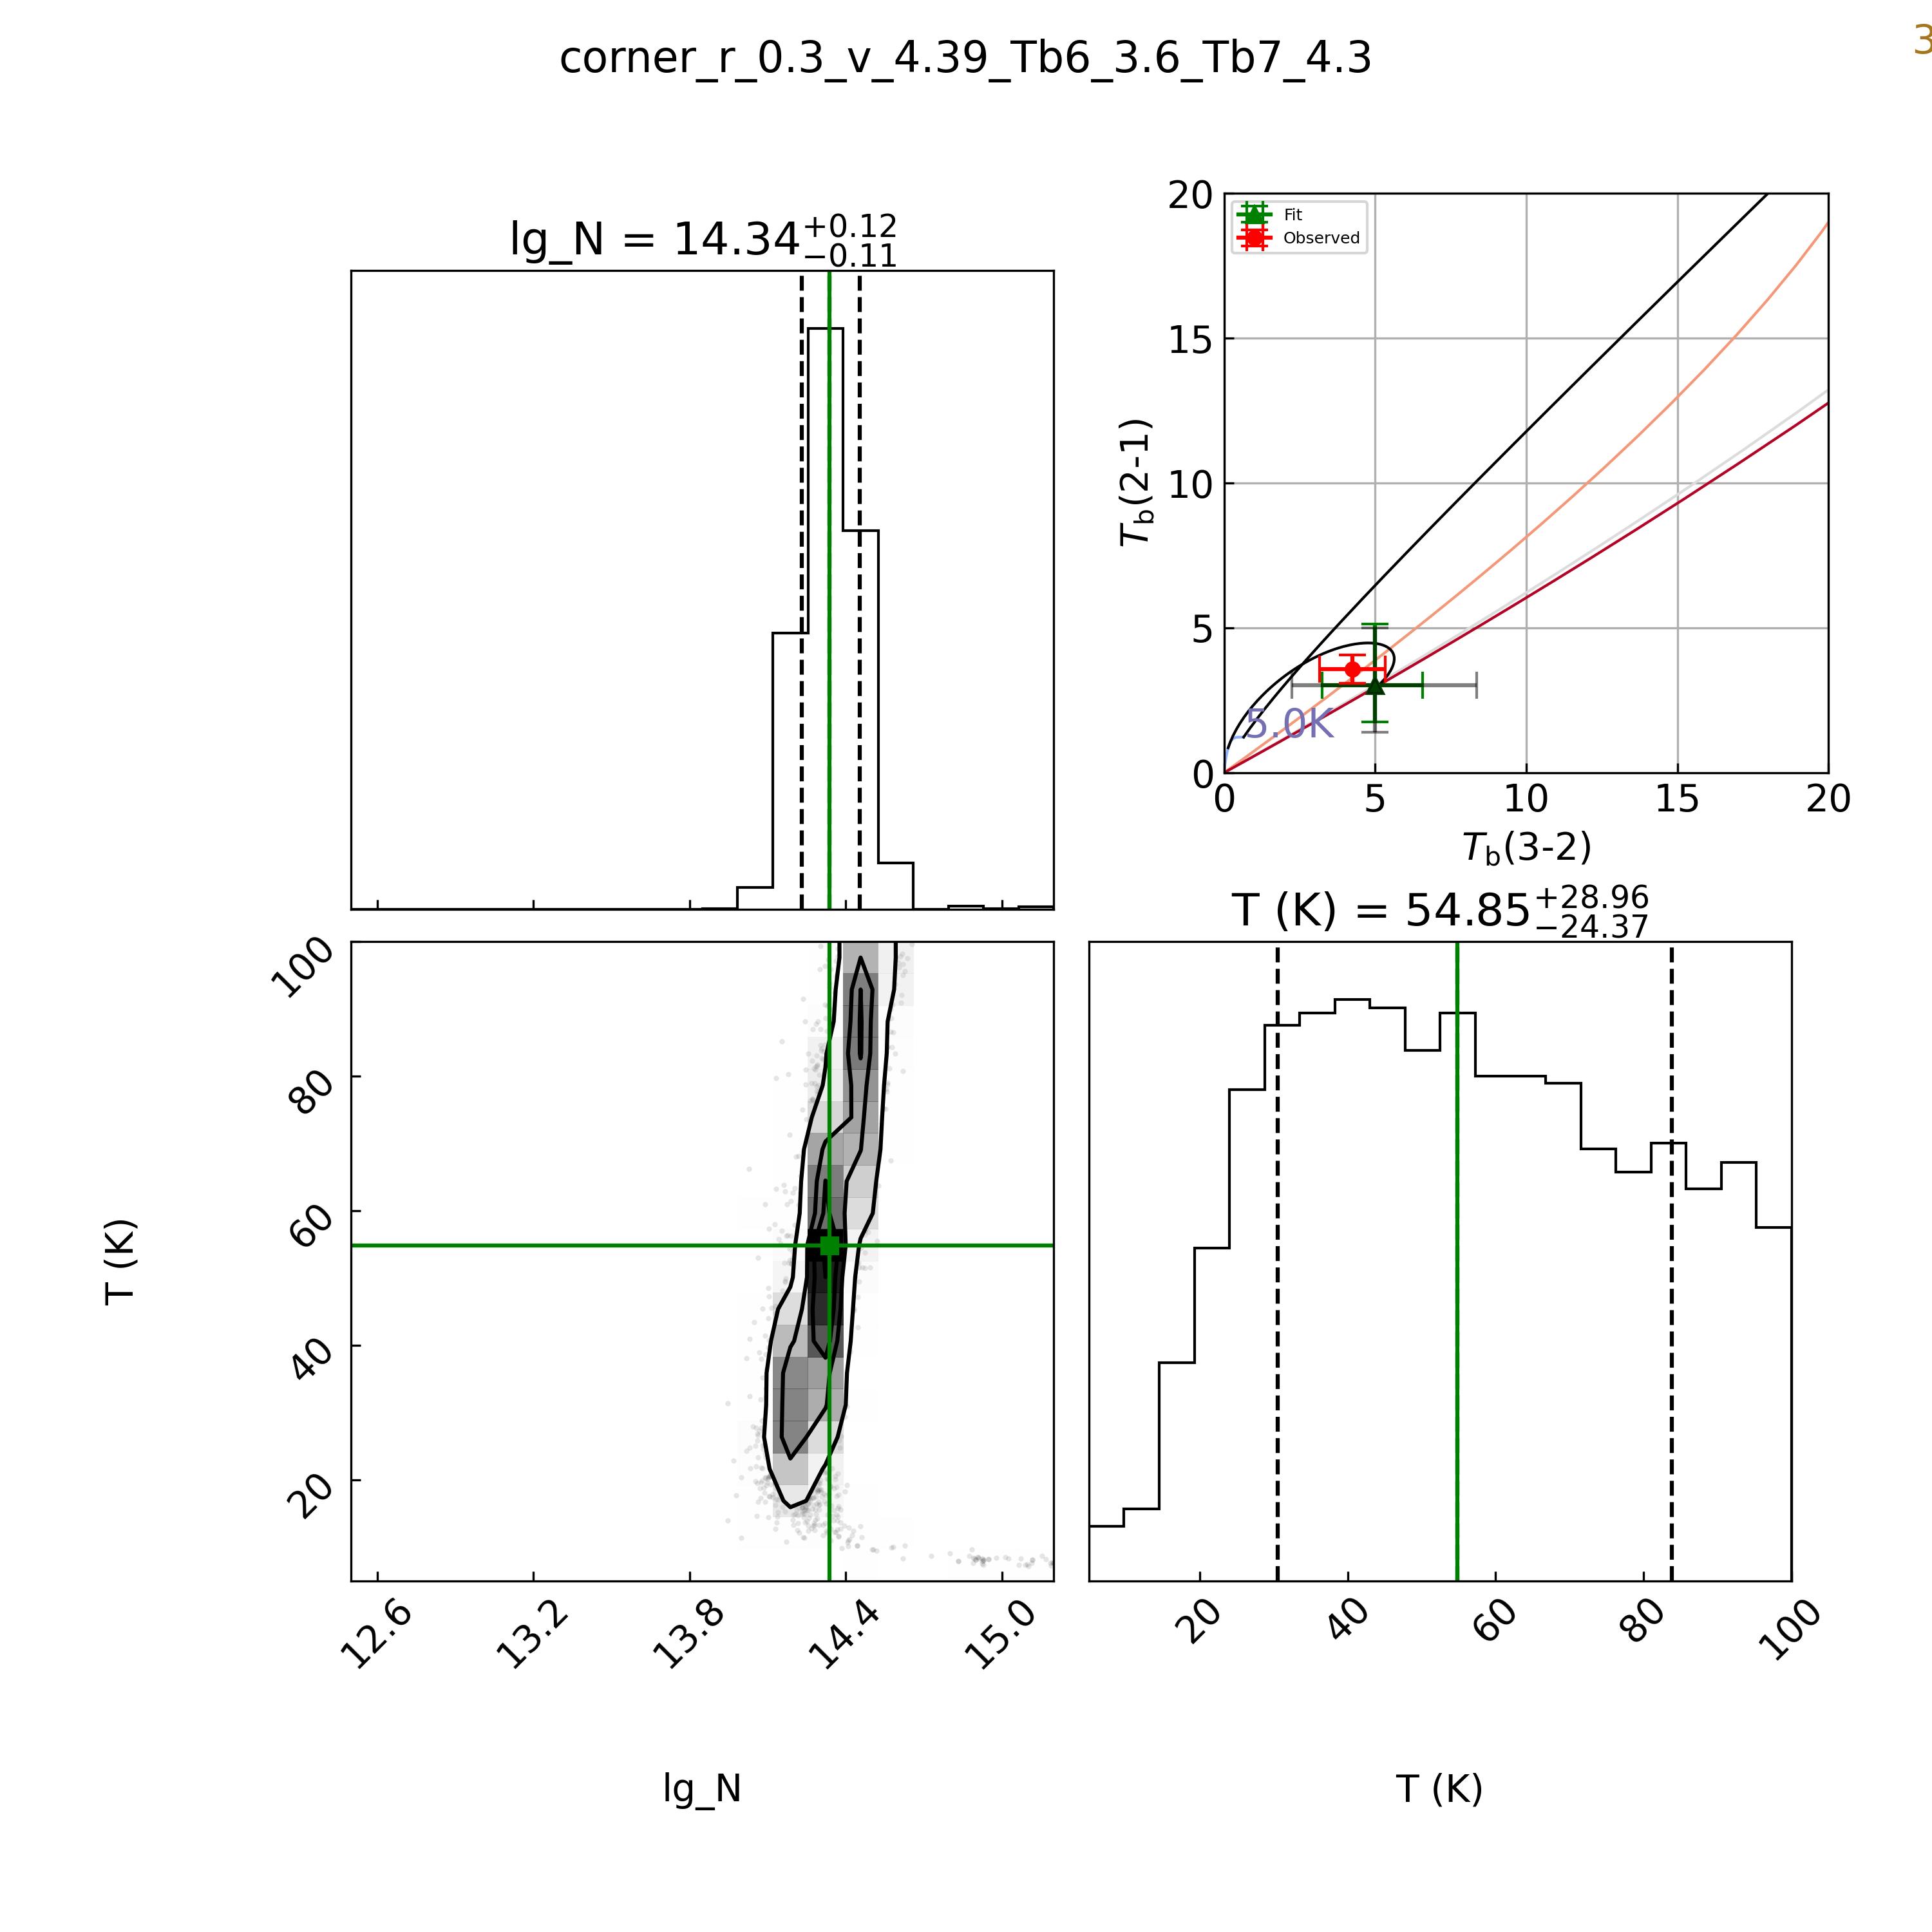 corner_r_0.3_v_4.39_Tb6_3.6_Tb7_4.3
3
lg_N = 14.34+0.12−0.11
20
15
10
5
0
Fit
Observed
5.0K
Tb(2-1)
0 5 10 15 20
Tb(3-2)
T (K) = 54.85+28.96−24.37
100
80
60
40
20
T (K)
12.6 13.2 13.8 14.4 15.0
lg_N
20 40 60 80 100
T (K)